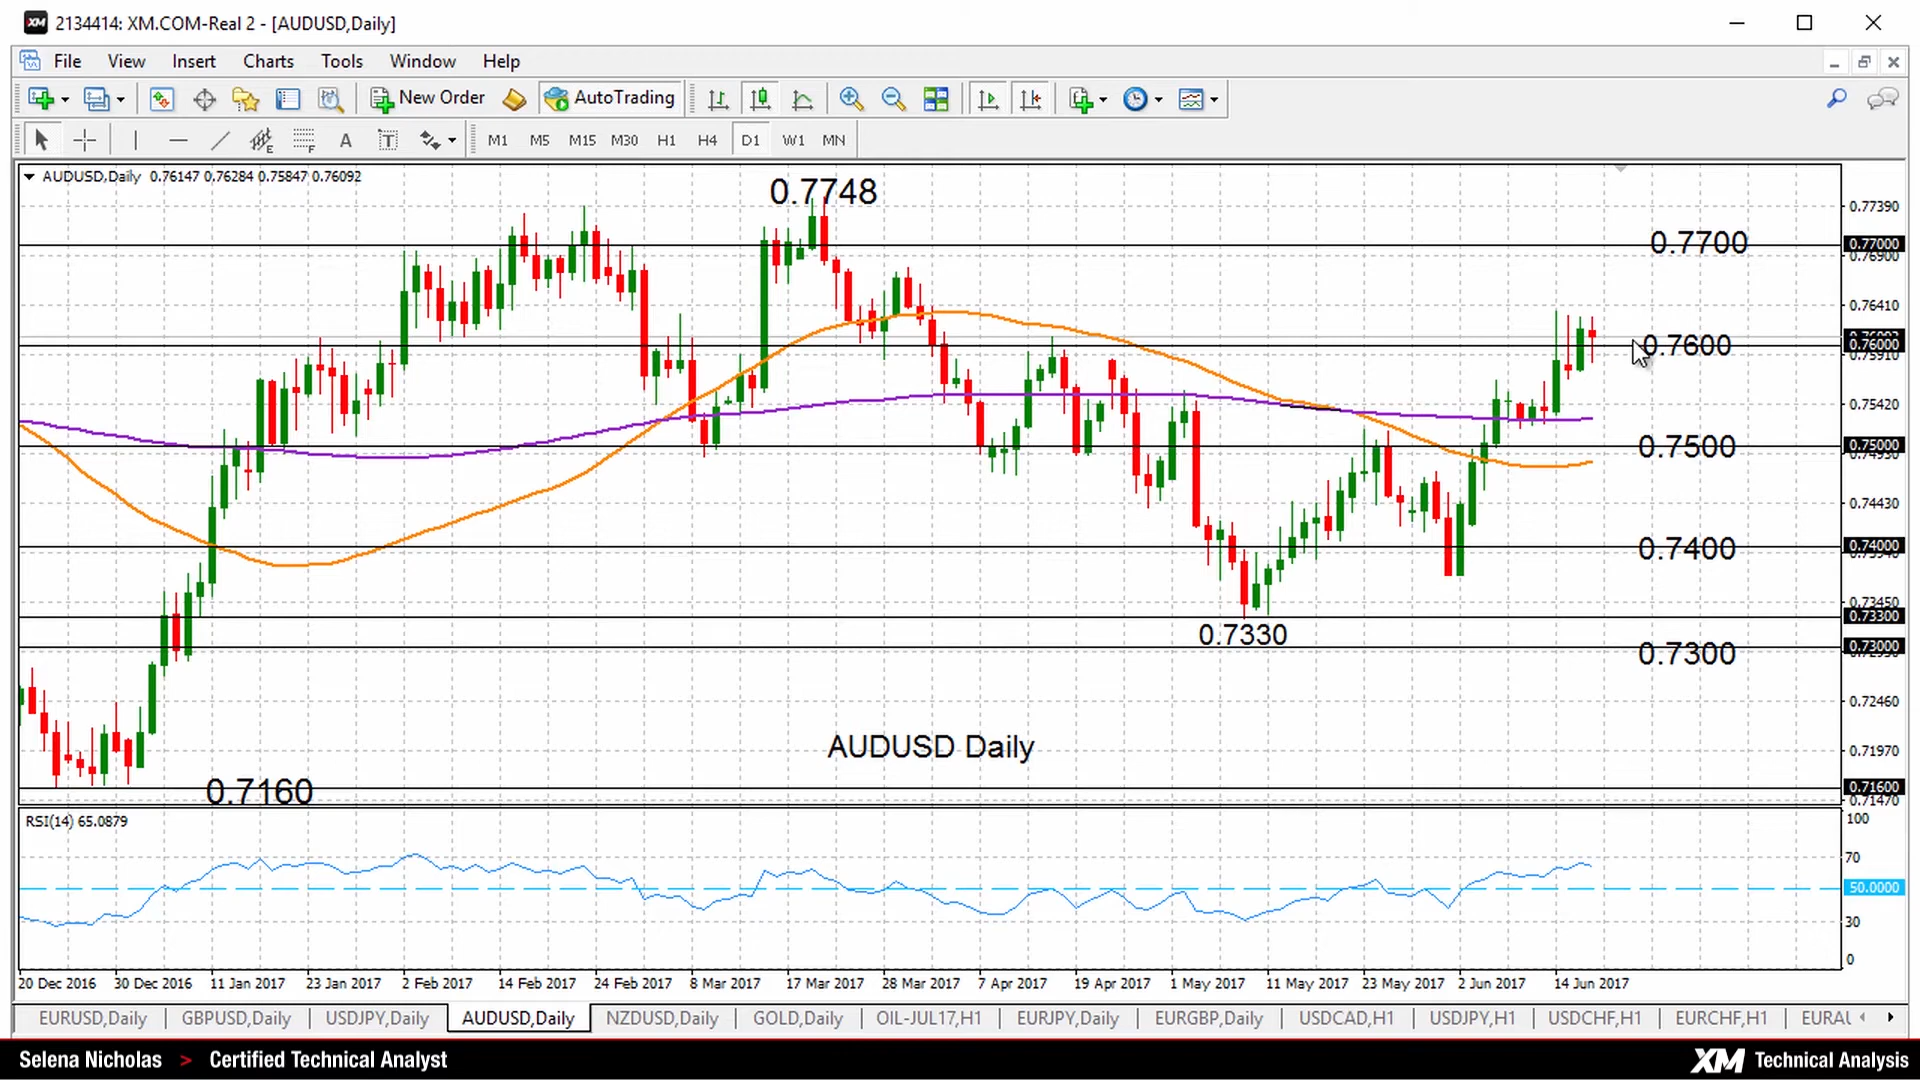 XM 2134414: XM.COM-Real 2 - [AUDUSD,Daily]
File View Insert Charts Tools Window Help
New Order AutoTrading
E F A T M1 M5 M15 M30 H1 H4 D1 W1 MN
AUDUSD,Daily 0.76147 0.76284 0.75847 0.76092
0.7748
0.77390
0.7700 0.77000
0.76900
0.76410
0.7600 0.76000
0.75910
0.75420
0.7500 0.75000
0.74430
0.7400 0.74000
0.73450
0.73300
0.7330
0.7300 0.73000
0.72460
AUDUSD Daily
0.71970
0.7160 0.71600
0.71470
RSI(14) 65.0879
100
70
50.0000
30
0
20 Dec 2016 30 Dec 2016 11 Jan 2017 23 Jan 2017 2 Feb 2017 14 Feb 2017 24 Feb 2017 8 Mar 2017 17 Mar 2017 28 Mar 2017 7 Apr 2017 19 Apr 2017 1 May 2017 11 May 2017 23 May 2017 2 Jun 2017 14 Jun 2017
EURUSD,Daily GBPUSD,Daily USDJPY,Daily AUDUSD,Daily NZDUSD,Daily GOLD,Daily OIL-JUL17,H1 EURJPY,Daily EURGBP,Daily USDCAD,H1 USDJPY,H1 USDCHF,H1 EURCHF,H1 EURAU
Selena Nicholas > Certified Technical Analyst XM Technical Analysis